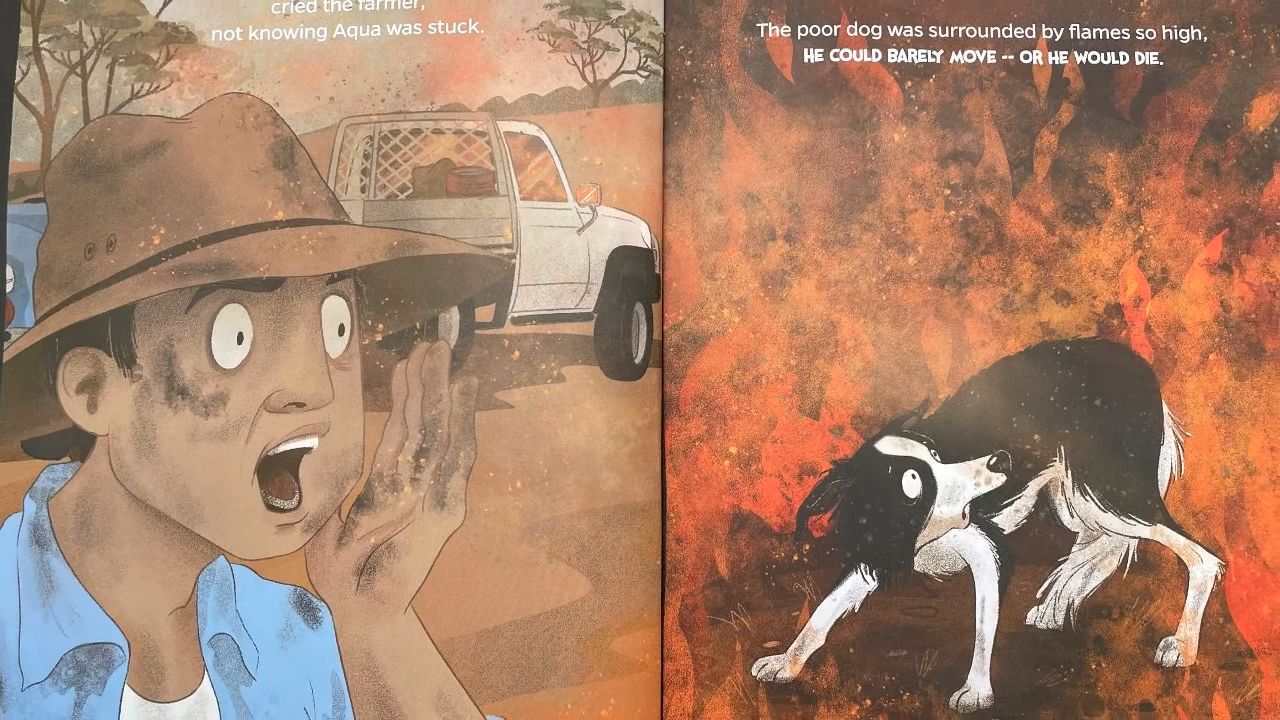 cried the farmer,
not knowing Aqua was stuck.
The poor dog was surrounded by flames so high,
HE COULD BARELY MOVE -- OR HE WOULD DIE.